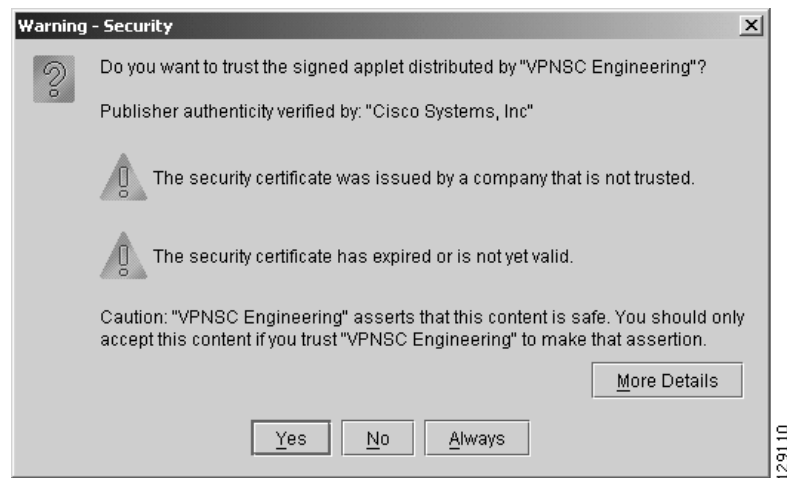 Warning - Security
Do you want to trust the signed applet distributed by "VPNSC Engineering"?
Publisher authenticity verified by: "Cisco Systems, Inc"
The security certificate was issued by a company that is not trusted.
The security certificate has expired or is not yet valid.
Caution: "VPNSC Engineering" asserts that this content is safe. You should only
accept this content if you trust "VPNSC Engineering" to make that assertion.
More Details
Yes No Always
129110